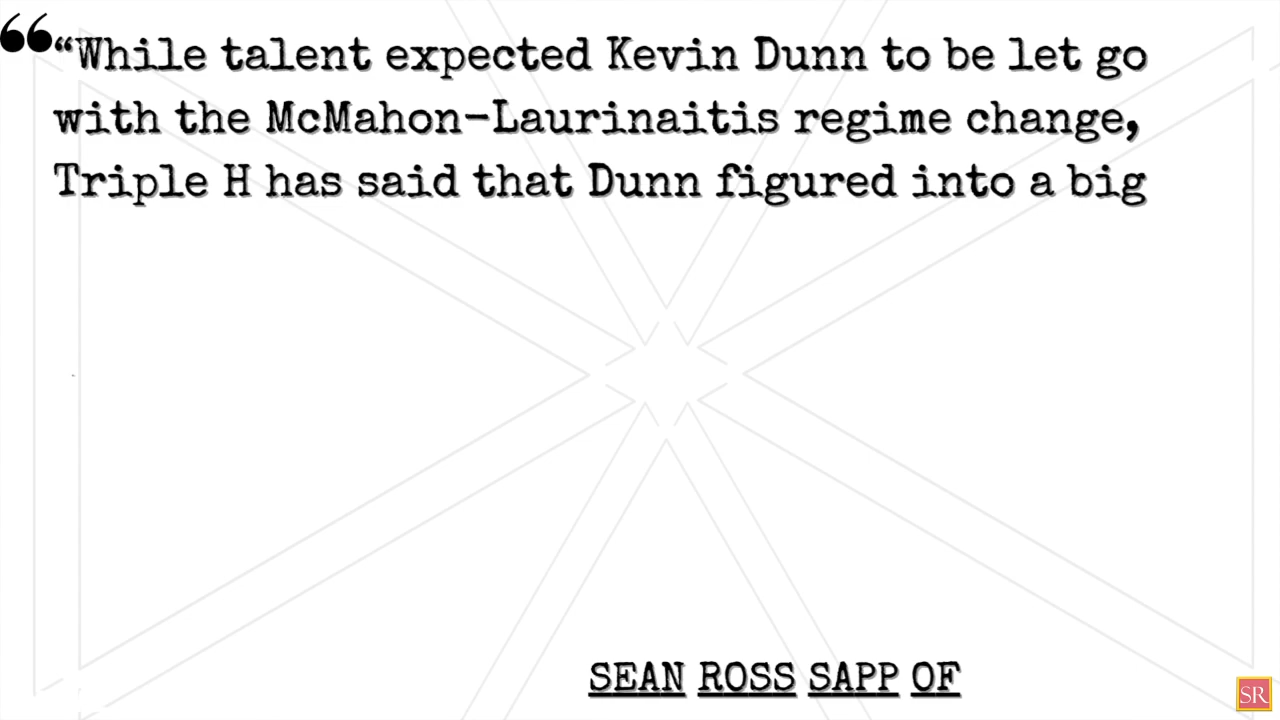 “While talent expected Kevin Dunn to be let go
with the McMahon-Laurinaitis regime change,
Triple H has said that Dunn figured into a big
SEAN ROSS SAPP OF
SR